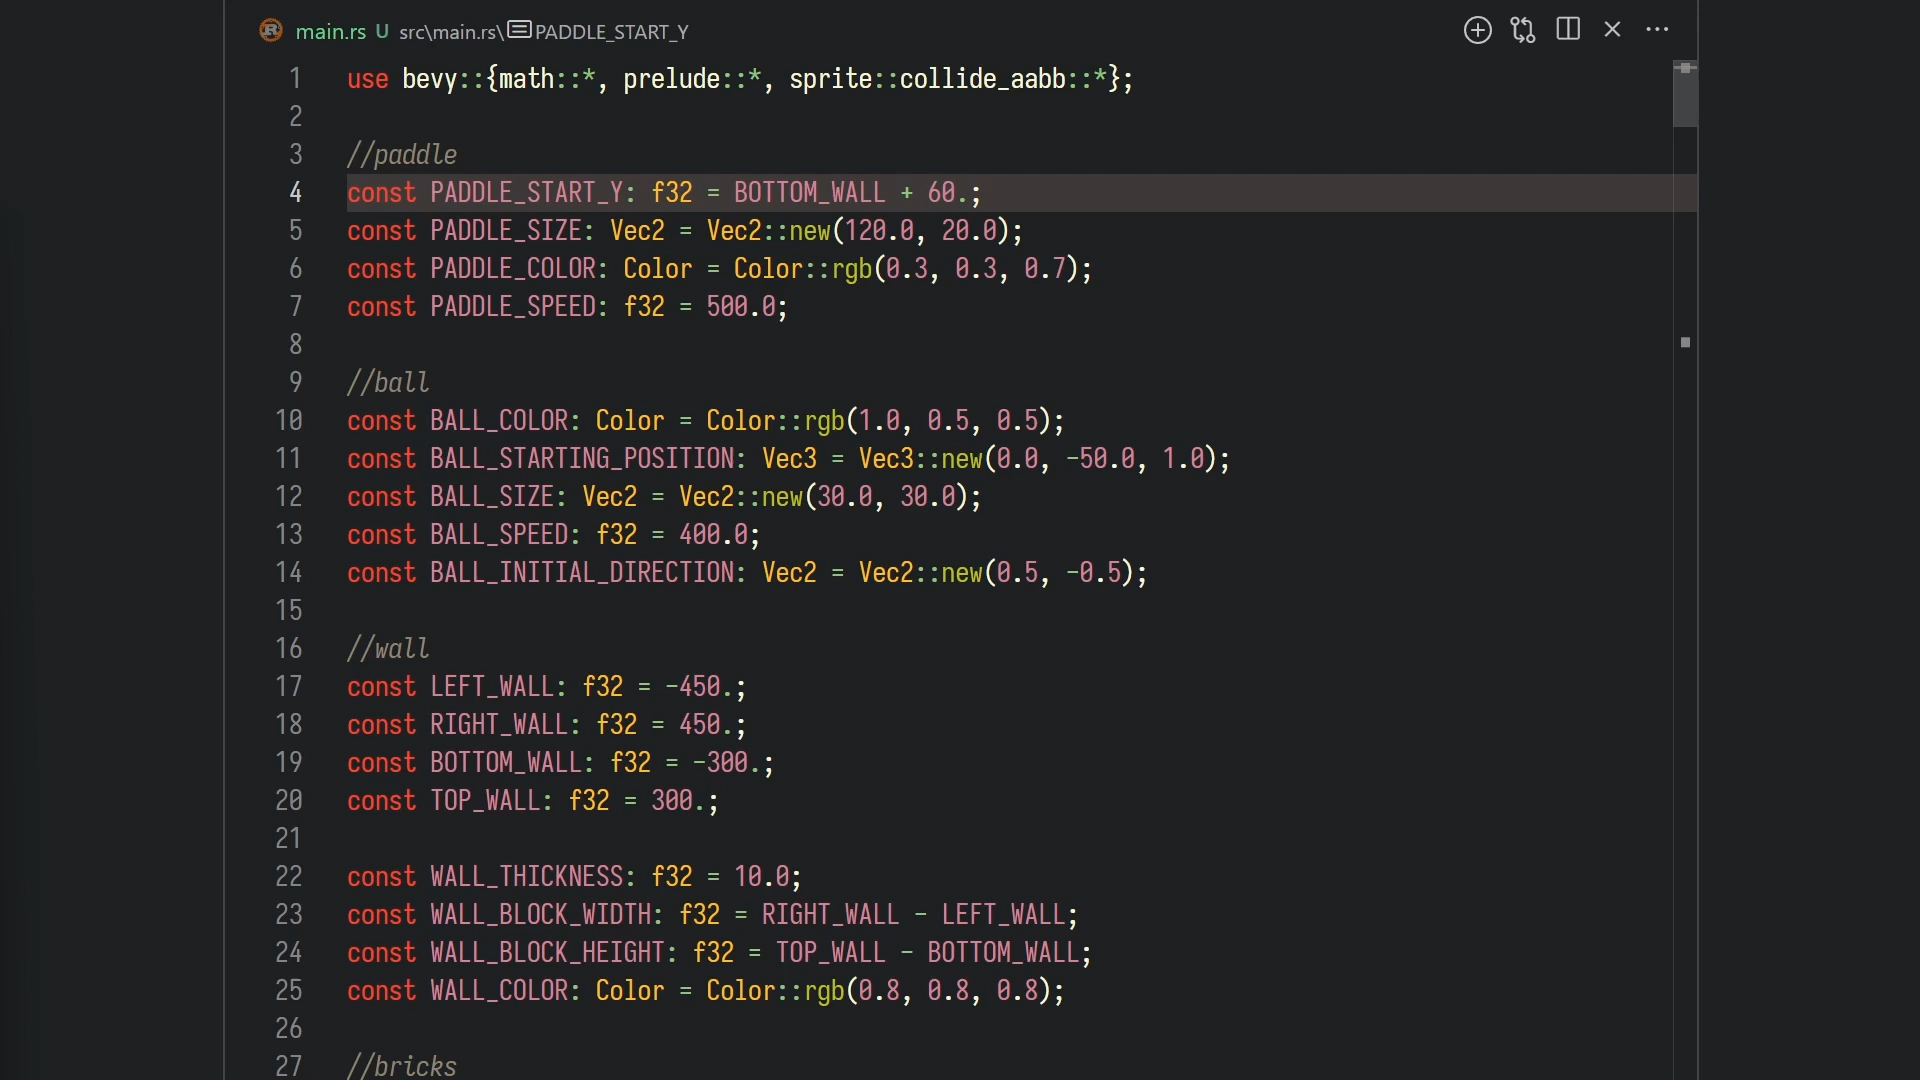 main.rs U src\main.rs\PADDLE_START_Y
1 use bevy::{math::*, prelude::*, sprite::collide_aabb::*};
2
3 //paddle
4 const PADDLE_START_Y: f32 = BOTTOM_WALL + 60.;
5 const PADDLE_SIZE: Vec2 = Vec2::new(120.0, 20.0);
6 const PADDLE_COLOR: Color = Color::rgb(0.3, 0.3, 0.7);
7 const PADDLE_SPEED: f32 = 500.0;
8
9 //ball
10 const BALL_COLOR: Color = Color::rgb(1.0, 0.5, 0.5);
11 const BALL_STARTING_POSITION: Vec3 = Vec3::new(0.0, -50.0, 1.0);
12 const BALL_SIZE: Vec2 = Vec2::new(30.0, 30.0);
13 const BALL_SPEED: f32 = 400.0;
14 const BALL_INITIAL_DIRECTION: Vec2 = Vec2::new(0.5, -0.5);
15
16 //wall
17 const LEFT_WALL: f32 = -450.;
18 const RIGHT_WALL: f32 = 450.;
19 const BOTTOM_WALL: f32 = -300.;
20 const TOP_WALL: f32 = 300.;
21
22 const WALL_THICKNESS: f32 = 10.0;
23 const WALL_BLOCK_WIDTH: f32 = RIGHT_WALL - LEFT_WALL;
24 const WALL_BLOCK_HEIGHT: f32 = TOP_WALL - BOTTOM_WALL;
25 const WALL_COLOR: Color = Color::rgb(0.8, 0.8, 0.8);
26
27 //bricks